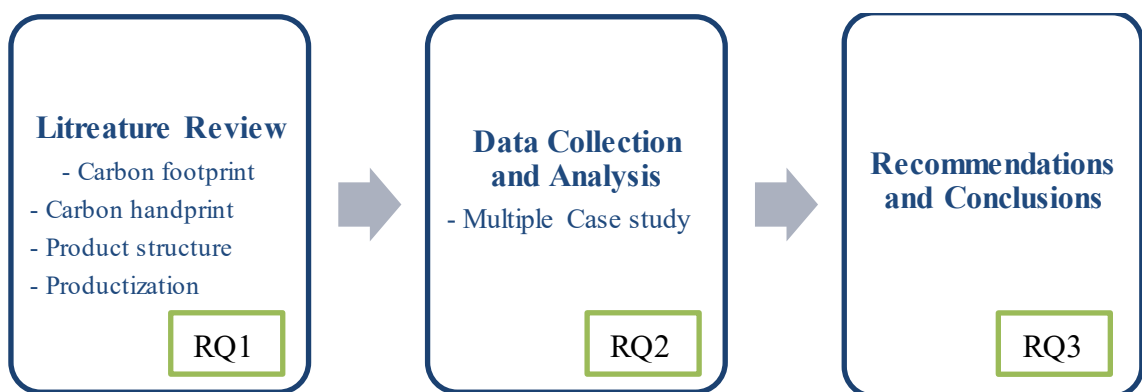 Litreature Review
- Carbon footprint
- Carbon handprint
- Product structure
- Productization
RQ1
Data Collection
and Analysis
- Multiple Case study
RQ2
Recommendations
and Conclusions
RQ3